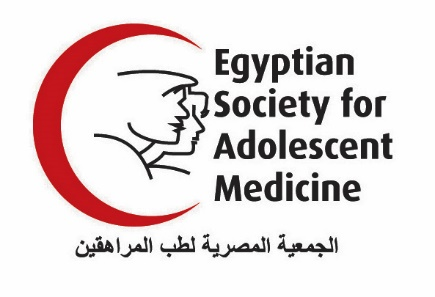 Egyptian
Society for
Adolescent
Medicine
الجمعية المصرية لطب المراهقين